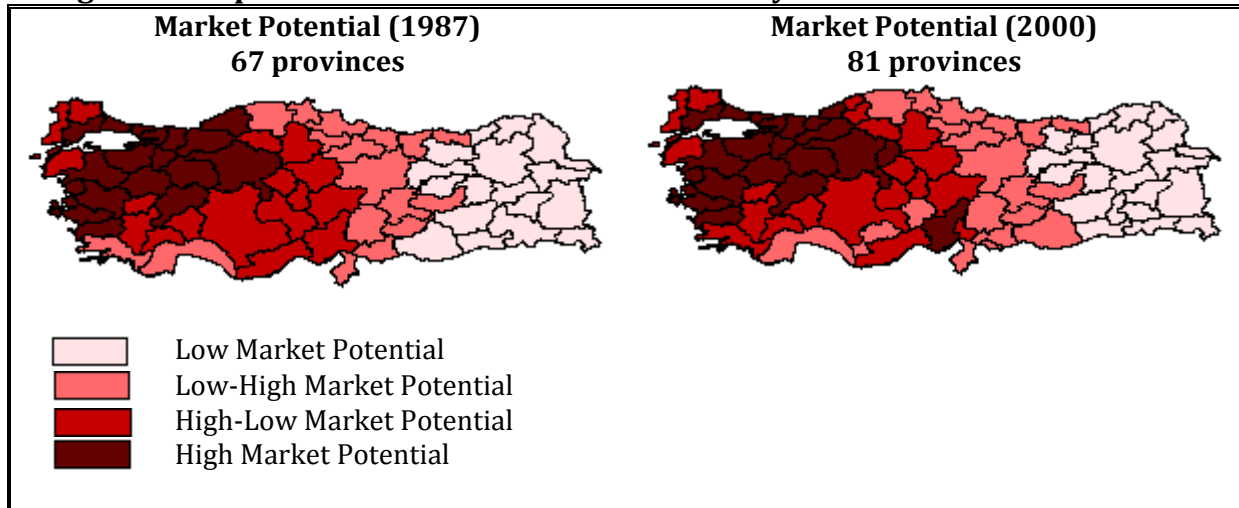 Market Potential (1987)
67 provinces
Market Potential (2000)
81 provinces
Low Market Potential
Low-High Market Potential
High-Low Market Potential
High Market Potential